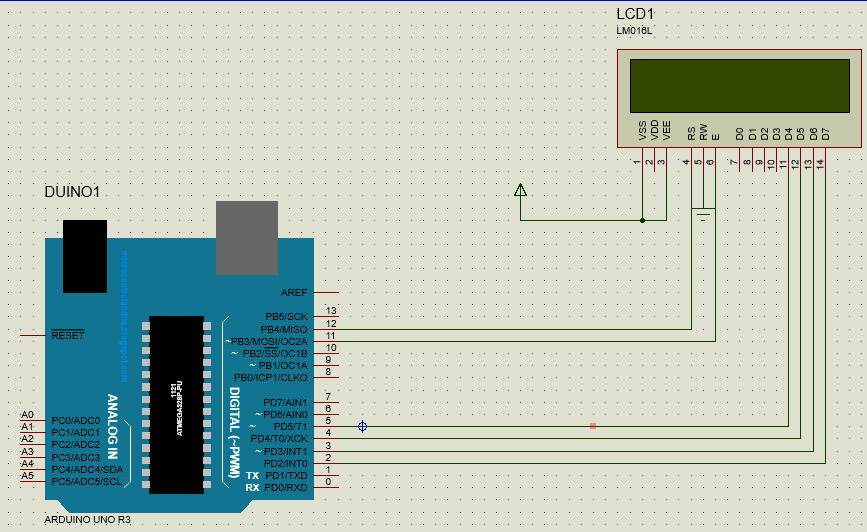 LCD1
LM016L
VSS
VDD
VEE
RS
RW
E
D0
D1
D2
D3
D4
D5
D6
D7
1
2
3
4
5
6
7
8
9
10
11
12
13
14
DUINO1
AREF
RESET
PB5/SCK 13
PB4/MISO 12
~PB3/MOSI/OC2A 11
~ PB2/SS/OC1B 10
~ PB1/OC1A 9
PB0/ICP1/CLKO 8
PD7/AIN1 7
~ PD6/AIN0 6
~ PD5/T1 5
PD4/T0/XCK 4
~ PD3/INT1 3
PD2/INT0 2
TX PD1/TXD 1
RX PD0/RXD 0
DIGITAL (~PWM)
ANALOG IN
1121
ATMEGA328P-PU
A0 PC0/ADC0
A1 PC1/ADC1
A2 PC2/ADC2
A3 PC3/ADC3
A4 PC4/ADC4/SDA
A5 PC5/ADC5/SCL
ARDUINO UNO R3